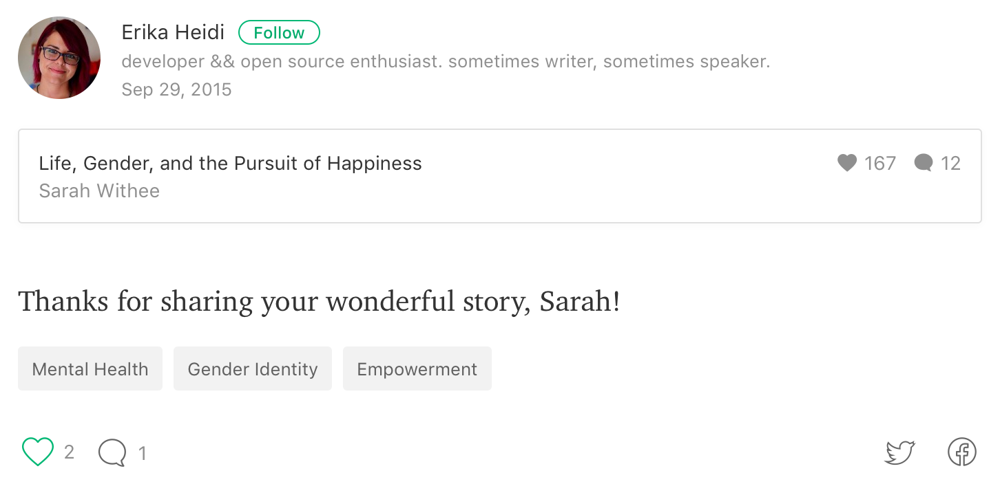 Erika Heidi Follow
developer && open source enthusiast. sometimes writer, sometimes speaker.
Sep 29, 2015
Life, Gender, and the Pursuit of Happiness 167 12
Sarah Withee
Thanks for sharing your wonderful story, Sarah!
Mental Health Gender Identity Empowerment
2 1